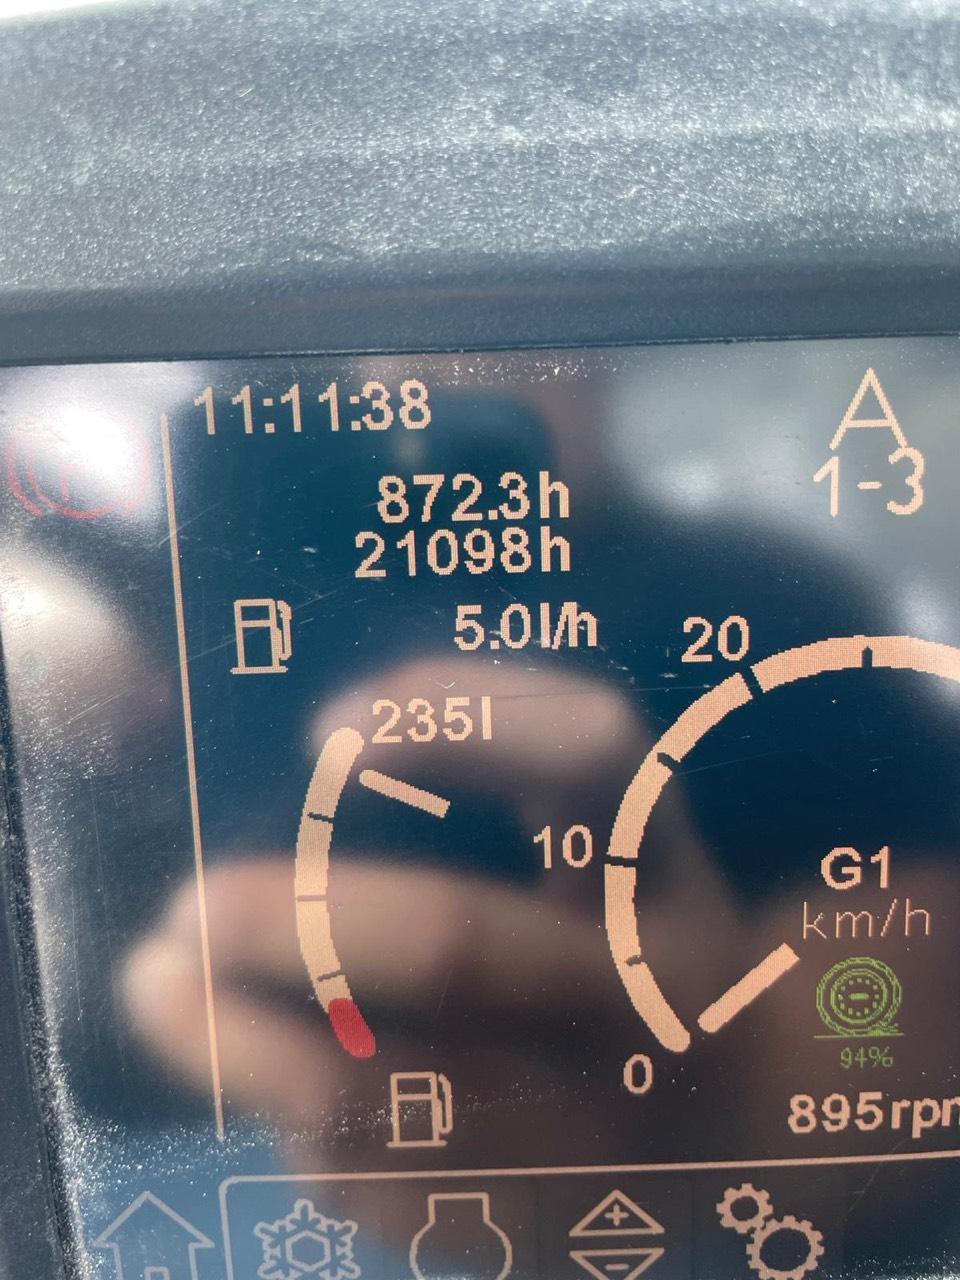 11:11:38
A
1-3
872.3h
21098h
5.0l/h
20
235l
10
G1
km/h
94%
0
895rpm